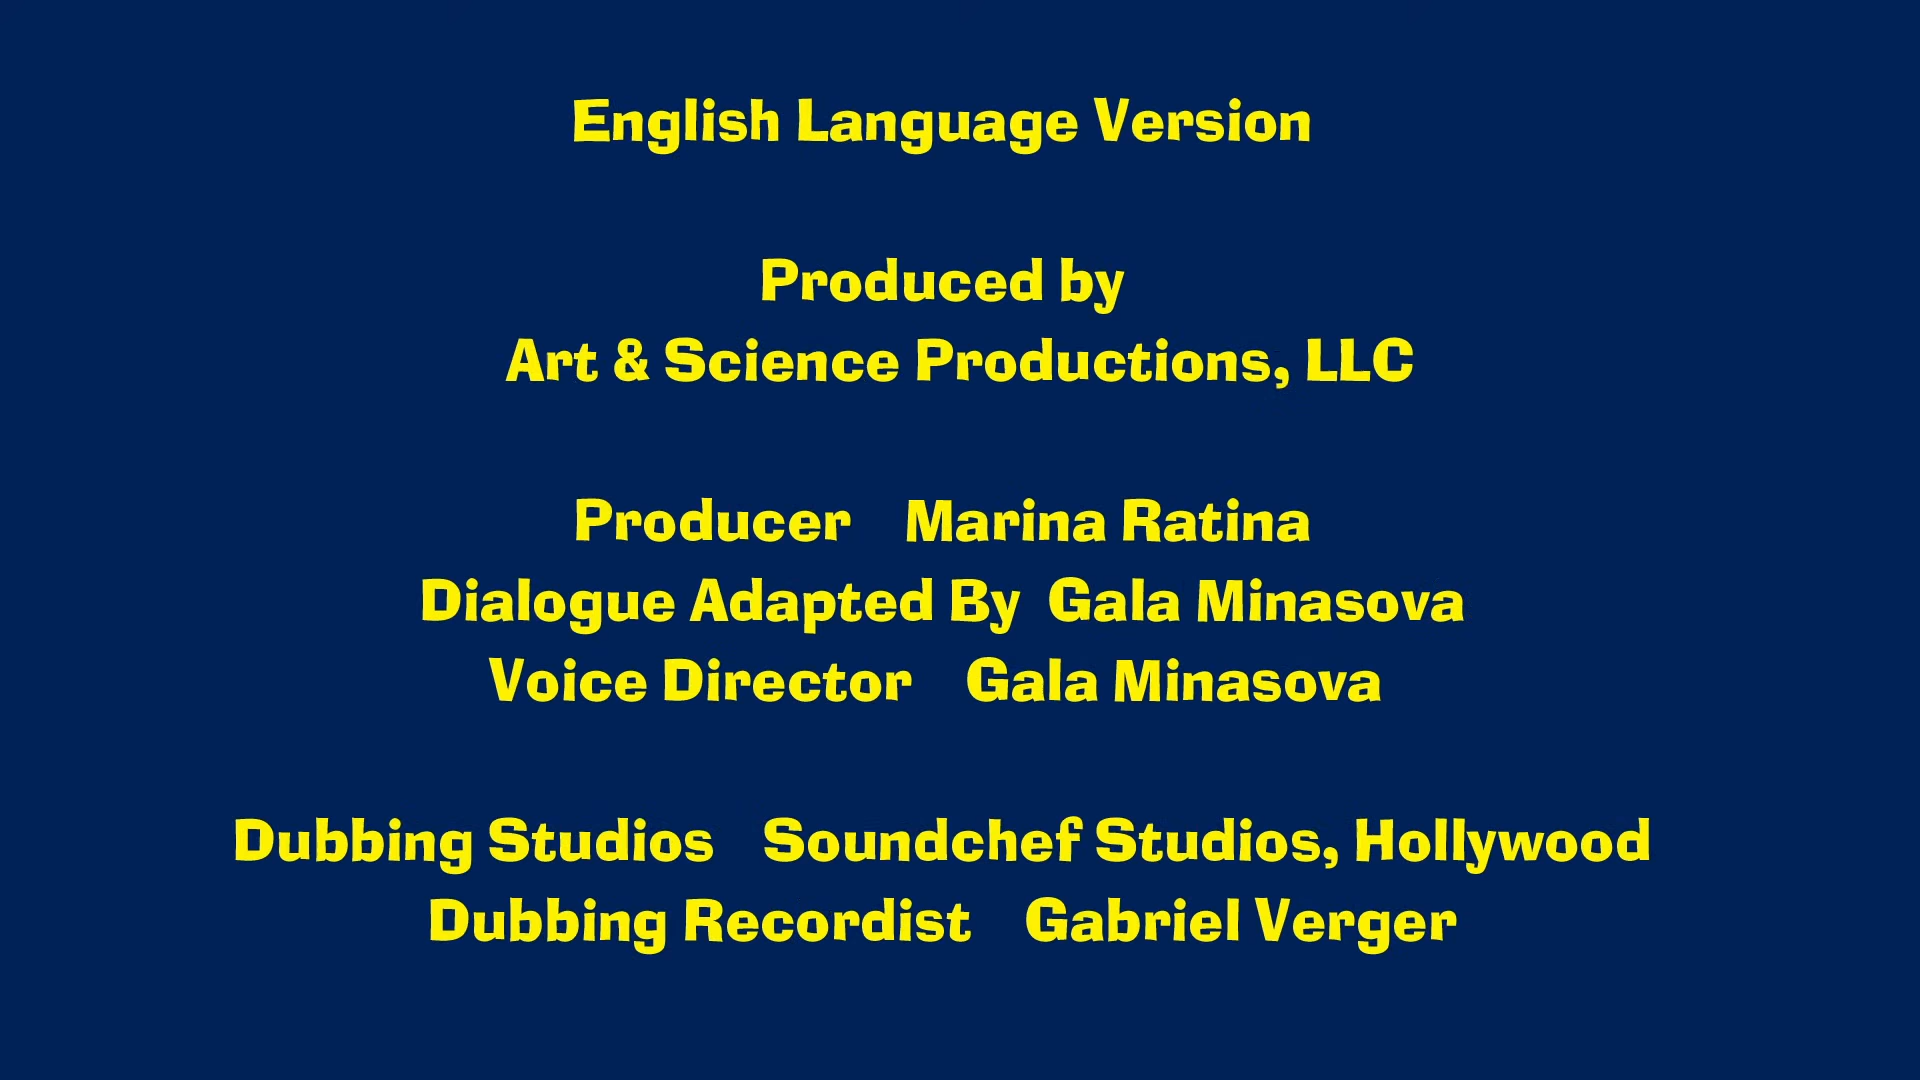 English Language Version
Produced by
Art & Science Productions, LLC
Producer Marina Ratina
Dialogue Adapted By Gala Minasova
Voice Director Gala Minasova
Dubbing Studios Soundchef Studios, Hollywood
Dubbing Recordist Gabriel Verger